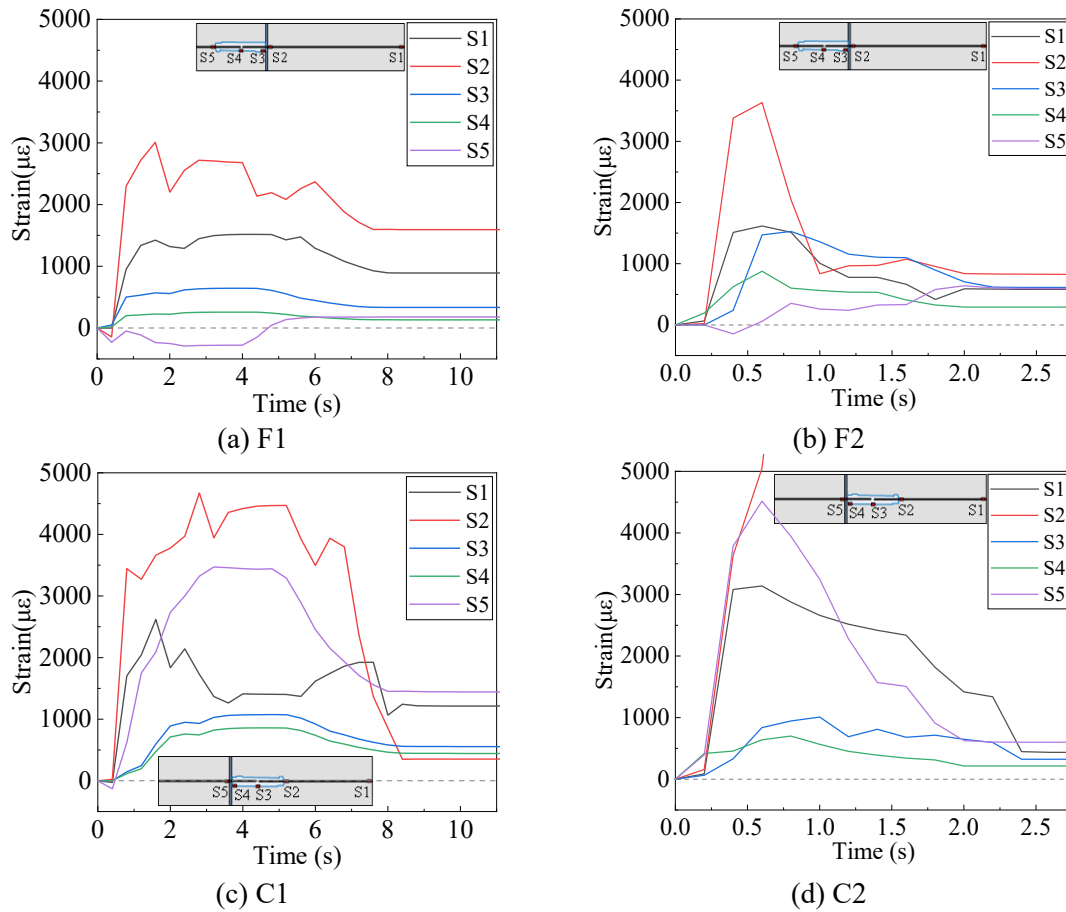 5000
4000
3000
2000
1000
0
Strain(με)
0 2 4 6 8 10
Time (s)
S5 S4 S3 S2 S1
S1
S2
S3
S4
S5
(a) F1
5000
4000
3000
2000
1000
0
Strain(με)
0.0 0.5 1.0 1.5 2.0 2.5
Time (s)
S5 S4 S3 S2 S1
S1
S2
S3
S4
S5
(b) F2
5000
4000
3000
2000
1000
0
Strain(με)
0 2 4 6 8 10
Time (s)
S1
S2
S3
S4
S5
S5 S4 S3 S2 S1
(c) C1
5000
4000
3000
2000
1000
0
Strain(με)
0.0 0.5 1.0 1.5 2.0 2.5
Time (s)
S5 S4 S3 S2 S1
S1
S2
S3
S4
S5
(d) C2